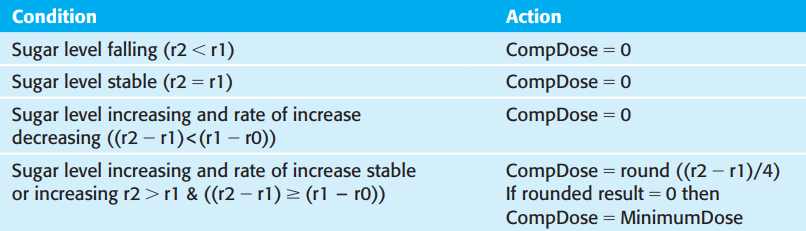 Condition Action
Sugar level falling (r2 < r1) CompDose = 0
Sugar level stable (r2 = r1) CompDose = 0
Sugar level increasing and rate of increase CompDose = 0
decreasing ((r2 – r1)<(r1 – r0))
Sugar level increasing and rate of increase stable CompDose = round ((r2 – r1)/4)
or increasing r2 > r1 & ((r2 – r1) ≥ (r1 – r0)) If rounded result = 0 then
CompDose = MinimumDose